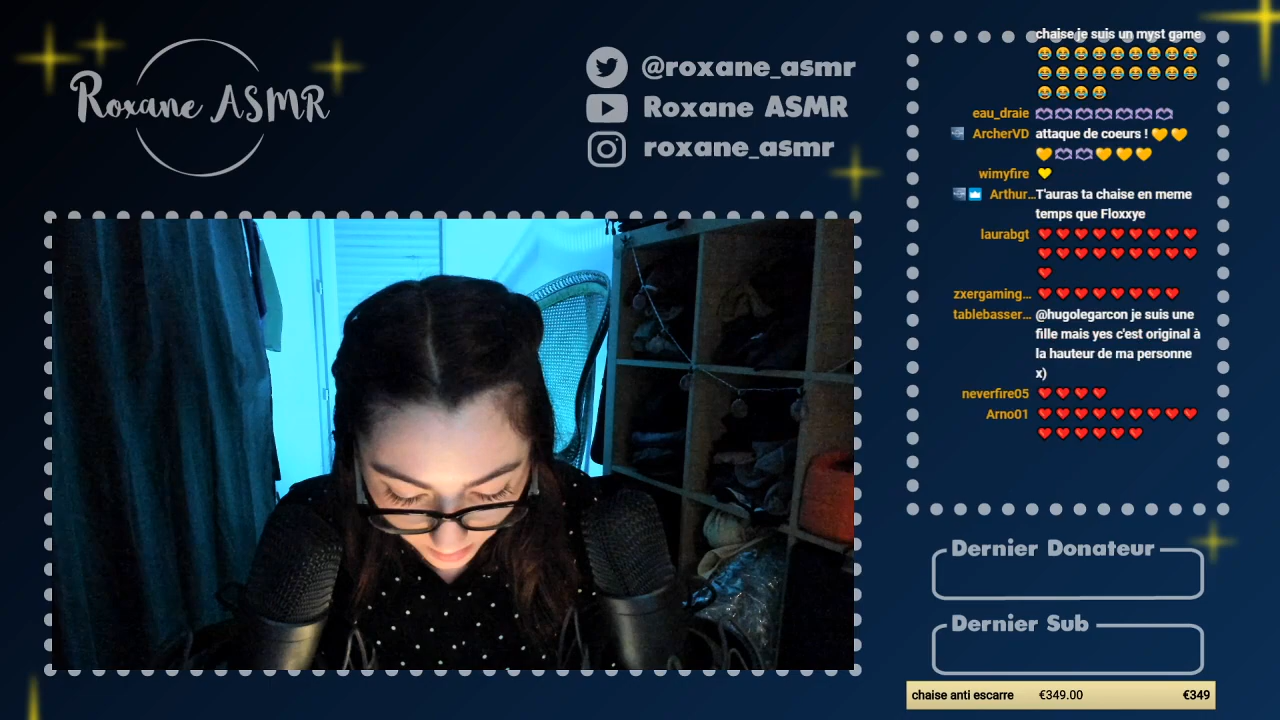 Roxane ASMR
@roxane_asmr
Roxane ASMR
roxane_asmr
chaise je suis un myst game
😂😂😂😂😂😂😂😂😂
😂😂😂😂😂😂😂😂😂
😂😂😂😂
eau_draie
ArcherVD attaque de coeurs ! 💛💛
💛 💛💛💛
wimyfire 💛
Arthur... T'auras ta chaise en meme
temps que Floxxye
laurabgt ❤️❤️❤️❤️❤️❤️❤️❤️❤️
❤️❤️❤️❤️❤️❤️❤️❤️❤️
❤️
zxergaming... ❤️❤️❤️❤️❤️❤️❤️❤️
tablebasser... @hugolegarcon je suis une
fille mais yes c'est original à
la hauteur de ma personne
x)
neverfire05 ❤️❤️❤️❤️
Arno01 ❤️❤️❤️❤️❤️❤️❤️❤️❤️
❤️❤️❤️❤️❤️❤️
Dernier Donateur
Dernier Sub
chaise anti escarre €349.00 €349